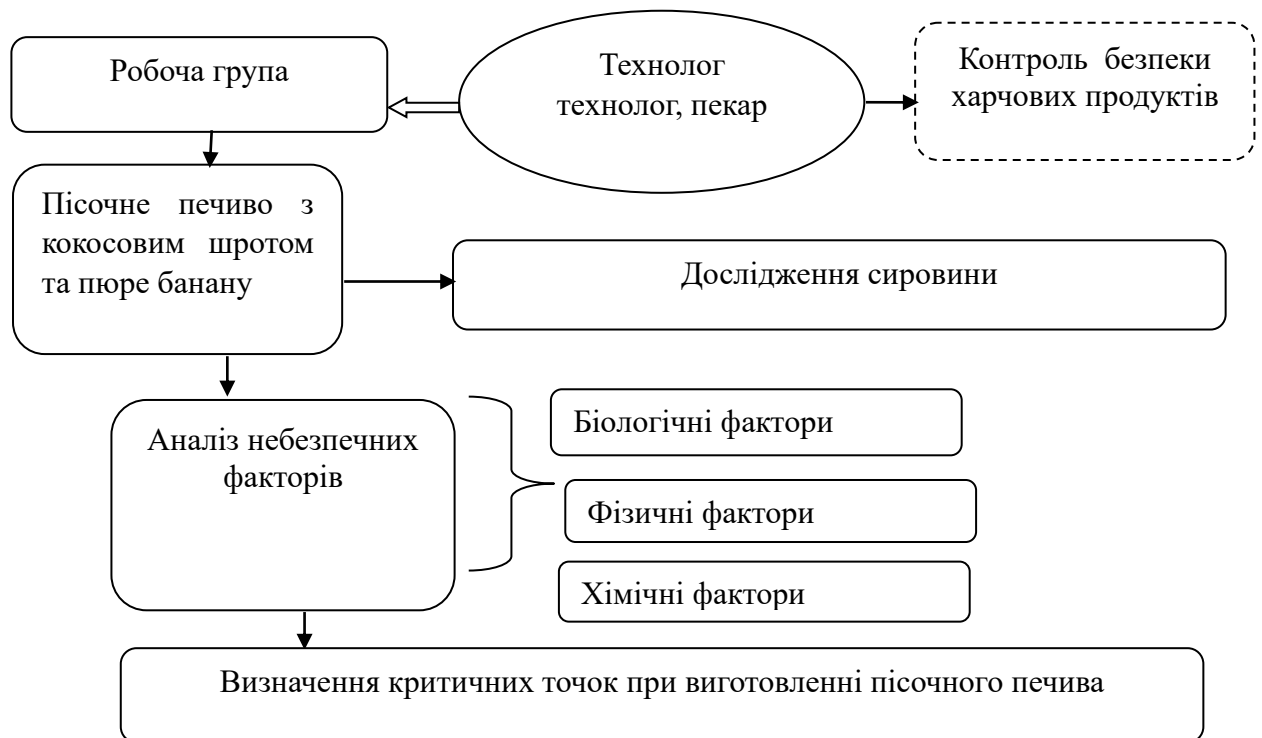 Робоча група
Технолог
технолог, пекар
Контроль безпеки
харчових продуктів
Пісочне печиво з
кокосовим шротом
та пюре банану
Дослідження сировини
Аналіз небезпечних
факторів
Біологічні фактори
Фізичні фактори
Хімічні фактори
Визначення критичних точок при виготовленні пісочного печива